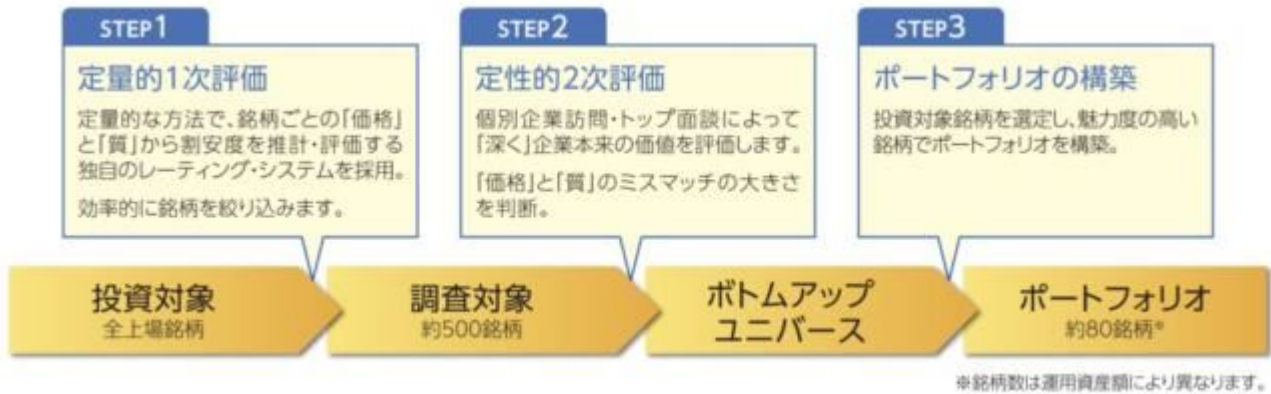 STEP1
定量的1次評価
定量的な方法で、銘柄ごとの「価格」
と「質」から割安度を推計・評価する
独自のレーティング・システムを採用。
効率的に銘柄を絞り込みます。
STEP2
定性的2次評価
個別企業訪問・トップ面談によって
「深く」企業本来の価値を評価します。
「価格」と「質」のミスマッチの大きさ
を判断。
STEP3
ポートフォリオの構築
投資対象銘柄を選定し、魅力度の高い
銘柄でポートフォリオを構築。
投資対象
全上場銘柄
調査対象
約500銘柄
ボトムアップ
ユニバース
ポートフォリオ
約80銘柄※
※銘柄数は運用資産額により異なります。